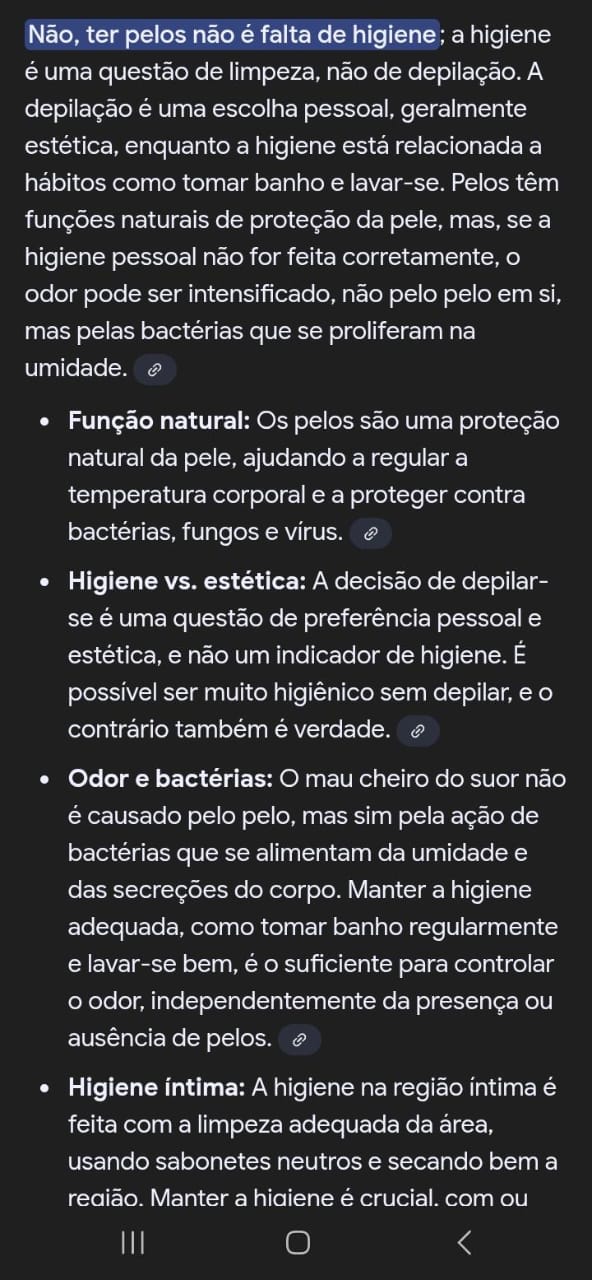 Não, ter pelos não é falta de higiene; a higiene
é uma questão de limpeza, não de depilação. A
depilação é uma escolha pessoal, geralmente
estética, enquanto a higiene está relacionada a
hábitos como tomar banho e lavar-se. Pelos têm
funções naturais de proteção da pele, mas, se a
higiene pessoal não for feita corretamente, o
odor pode ser intensificado, não pelo pelo em si,
mas pelas bactérias que se proliferam na
umidade.
• Função natural: Os pelos são uma proteção
natural da pele, ajudando a regular a
temperatura corporal e a proteger contra
bactérias, fungos e vírus.
• Higiene vs. estética: A decisão de depilar-
se é uma questão de preferência pessoal e
estética, e não um indicador de higiene. É
possível ser muito higiênico sem depilar, e o
contrário também é verdade.
• Odor e bactérias: O mau cheiro do suor não
é causado pelo pelo, mas sim pela ação de
bactérias que se alimentam da umidade e
das secreções do corpo. Manter a higiene
adequada, como tomar banho regularmente
e lavar-se bem, é o suficiente para controlar
o odor, independentemente da presença ou
ausência de pelos.
• Higiene íntima: A higiene na região íntima é
feita com a limpeza adequada da área,
usando sabonetes neutros e secando bem a
região. Manter a higiene é crucial, com ou